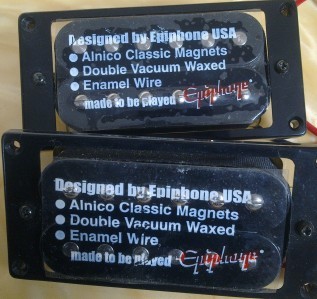 Designed by Epiphone USA
● Alnico Classic Magnets
● Double Vacuum Waxed
● Enamel Wire
made to be played Epiphone
Designed by Epiphone USA
● Alnico Classic Magnets
● Double Vacuum Waxed
● Enamel Wire
made to be played Epiphone